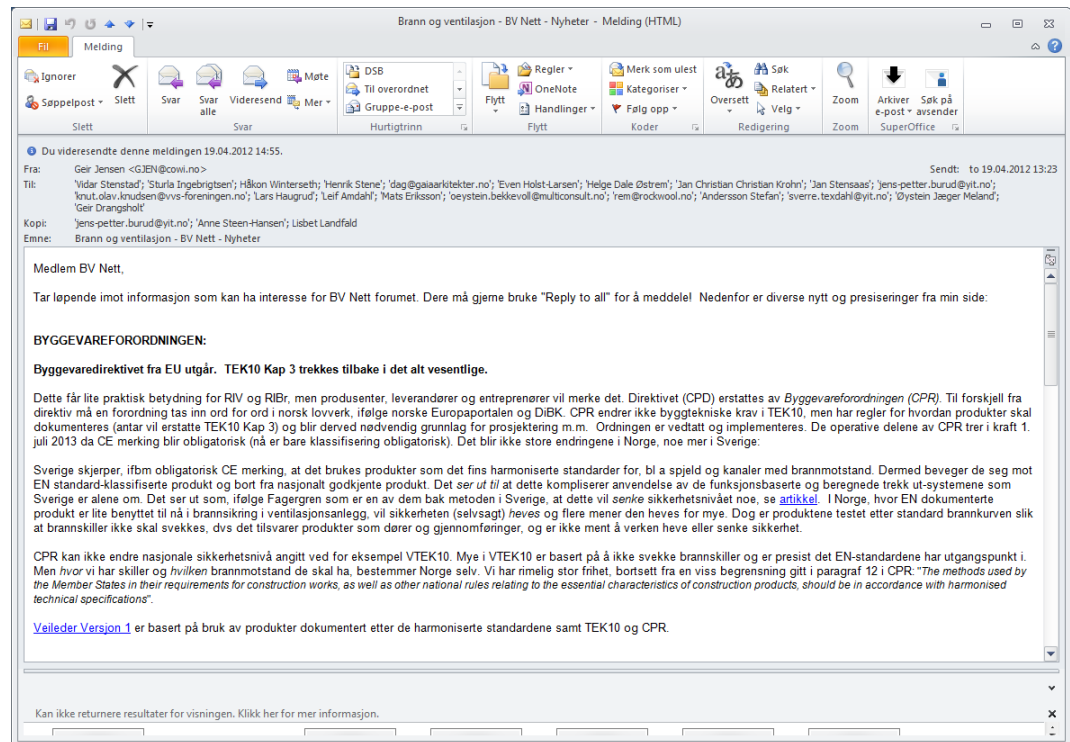 Brann og ventilasjon - BV Nett - Nyheter - Melding (HTML)
Fil Melding
Ignorer
Søppelpost
Slett
Slett
Svar
Svar alle
Videresend
Møte
Mer
Svar
DSB
Til overordnet
Gruppe-e-post
Hurtigtrinn
Flytt
Regler
OneNote
Handlinger
Flytt
Merk som ulest
Kategoriser
Følg opp
Koder
Oversett
Søk
Relatert
Velg
Redigering
Zoom
Zoom
Arkiver e-post
Søk på avsender
SuperOffice
Du videresendte denne meldingen 19.04.2012 14:55.
Fra: Geir Jensen <GJEN@cowi.no> Sendt: to 19.04.2012 13:23
Til: 'Vidar Stenstad'; 'Sturla Ingebrigtsen'; Håkon Winterseth; 'Henrik Stene'; 'dag@gaiaarkitekter.no'; 'Even Holst-Larsen'; 'Helge Dale Østrem'; 'Jan Christian Christian Krohn'; 'Jan Stensaas'; 'jens-petter.burud@yit.no';
'knut.olav.knudsen@vvs-foreningen.no'; 'Lars Haugrud'; 'Leif Amdahl'; 'Mats Eriksson'; 'oeystein.bekkevoll@multiconsult.no'; 'rem@rockwool.no'; 'Andersson Stefan'; 'sverre.texdahl@yit.no'; 'Øystein Jæger Meland';
'Geir Drangsholt'
Kopi: 'jens-petter.burud@yit.no'; 'Anne Steen-Hansen'; Lisbet Landfald
Emne: Brann og ventilasjon - BV Nett - Nyheter
Medlem BV Nett,
Tar løpende imot informasjon som kan ha interesse for BV Nett forumet. Dere må gjerne bruke "Reply to all" for å meddele! Nedenfor er diverse nytt og presiseringer fra min side:
BYGGEVAREFORORDNINGEN:
Byggevaredirektivet fra EU utgår. TEK10 Kap 3 trekkes tilbake i det alt vesentlige.
Dette får lite praktisk betydning for RIV og RIBr, men produsenter, leverandører og entreprenører vil merke det. Direktivet (CPD) erstattes av Byggevareforordningen (CPR). Til forskjell fra
direktiv må en forordning tas inn ord for ord i norsk lovverk, ifølge norske Europaportalen og DiBK. CPR endrer ikke byggtekniske krav i TEK10, men har regler for hvordan produkter skal
dokumenteres (antar vil erstatte TEK10 Kap 3) og blir derved nødvendig grunnlag for prosjektering m.m. Ordningen er vedtatt og implementeres. De operative delene av CPR trer i kraft 1.
juli 2013 da CE merking blir obligatorisk (nå er bare klassifisering obligatorisk). Det blir ikke store endringene i Norge, noe mer i Sverige:
Sverige skjerper, ifbm obligatorisk CE merking, at det brukes produkter som det fins harmoniserte standarder for, bl a spjeld og kanaler med brannmotstand. Dermed beveger de seg mot
EN standard-klassifiserte produkt og bort fra nasjonalt godkjente produkt. Det ser ut til at dette kompliserer anvendelse av de funksjonsbaserte og beregnede trekk ut-systemene som
Sverige er alene om. Det ser ut som, ifølge Fagergren som er en av dem bak metoden i Sverige, at dette vil senke sikkerhetsnivået noe, se artikkel. I Norge, hvor EN dokumenterte
produkt er lite benyttet til nå i brannsikring i ventilasjonsanlegg, vil sikkerheten (selvsagt) heves og flere mener den heves for mye. Dog er produktene testet etter standard brannkurven slik
at brannskiller ikke skal svekkes, dvs det tilsvarer produkter som dører og gjennomføringer, og er ikke ment å verken heve eller senke sikkerhet.
CPR kan ikke endre nasjonale sikkerhetsnivå angitt ved for eksempel VTEK10. Mye i VTEK10 er basert på å ikke svekke brannskiller og er presist det EN-standardene har utgangspunkt i.
Men hvor vi har skiller og hvilken brannmotstand de skal ha, bestemmer Norge selv. Vi har rimelig stor frihet, bortsett fra en viss begrensning gitt i paragraf 12 i CPR: "The methods used by
the Member States in their requirements for construction works, as well as other national rules relating to the essential characteristics of construction products, should be in accordance with harmonised
technical specifications".
Veileder Versjon 1 er basert på bruk av produkter dokumentert etter de harmoniserte standardene samt TEK10 og CPR.
Kan ikke returnere resultater for visningen. Klikk her for mer informasjon.